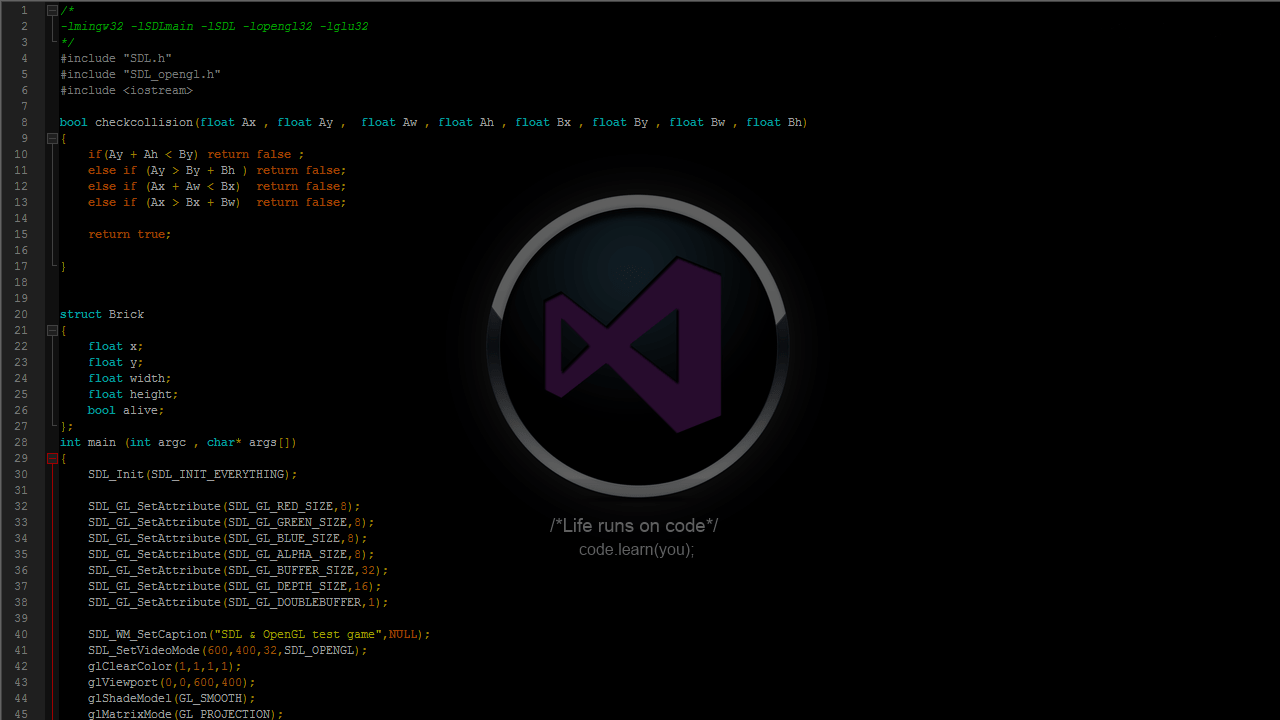 1 /*
2 -lmingw32 -lSDLmain -lSDL -lopengl32 -lglu32
3 */
4 #include "SDL.h"
5 #include "SDL_opengl.h"
6 #include <iostream>
7
8 bool checkcollision(float Ax , float Ay ,  float Aw , float Ah , float Bx , float By , float Bw , float Bh)
9 {
10     if(Ay + Ah < By) return false ;
11     else if (Ay > By + Bh ) return false;
12     else if (Ax + Aw < Bx)  return false;
13     else if (Ax > Bx + Bw)  return false;
14
15     return true;
16
17 }
18
19
20 struct Brick
21 {
22     float x;
23     float y;
24     float width;
25     float height;
26     bool alive;
27 };
28 int main (int argc , char* args[])
29 {
30     SDL_Init(SDL_INIT_EVERYTHING);
31
32     SDL_GL_SetAttribute(SDL_GL_RED_SIZE,8);
33     SDL_GL_SetAttribute(SDL_GL_GREEN_SIZE,8);
34     SDL_GL_SetAttribute(SDL_GL_BLUE_SIZE,8);
35     SDL_GL_SetAttribute(SDL_GL_ALPHA_SIZE,8);
36     SDL_GL_SetAttribute(SDL_GL_BUFFER_SIZE,32);
37     SDL_GL_SetAttribute(SDL_GL_DEPTH_SIZE,16);
38     SDL_GL_SetAttribute(SDL_GL_DOUBLEBUFFER,1);
39
40     SDL_WM_SetCaption("SDL & OpenGL test game",NULL);
41     SDL_SetVideoMode(600,400,32,SDL_OPENGL);
42     glClearColor(1,1,1,1);
43     glViewport(0,0,600,400);
44     glShadeModel(GL_SMOOTH);
45     glMatrixMode(GL_PROJECTION);
/*Life runs on code*/
code.learn(you);